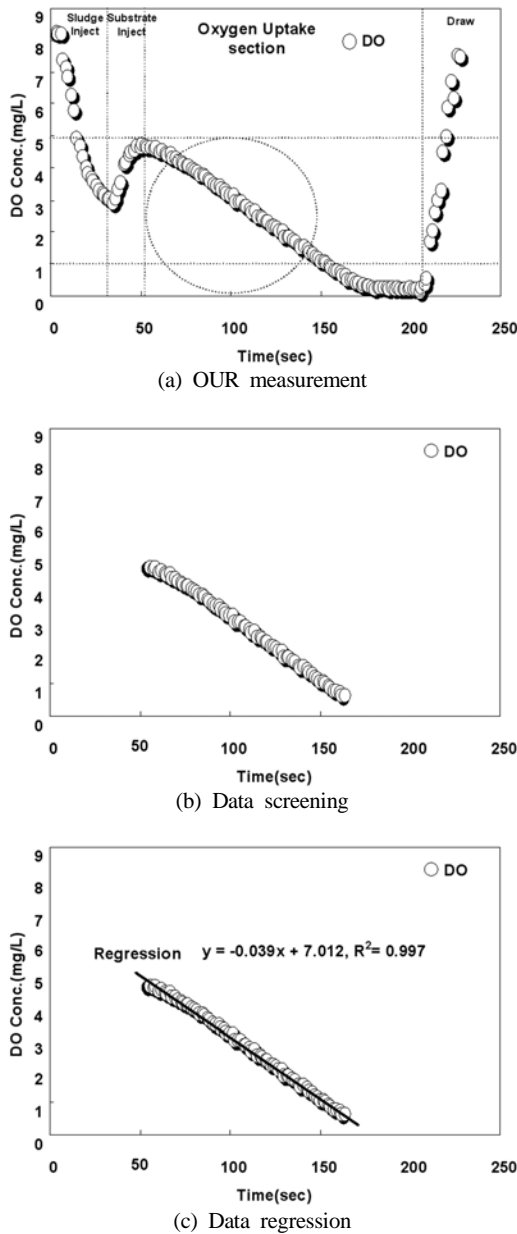 Sludge Substrate
Inject Inject
Oxygen Uptake
section
DO
Draw
9
8
7
6
5
4
3
2
1
0
DO Conc.(mg/L)
0 50 100 150 200 250
Time(sec)
(a) OUR measurement
9
8
7
6
5
4
3
2
1
0
DO Conc.(mg/L)
DO
0 50 100 150 200 250
Time(sec)
(b) Data screening
9
8
7
6
5
4
3
2
1
0
DO Conc.(mg/L)
DO
Regression y = -0.039x + 7.012, R²= 0.997
0 50 100 150 200 250
Time(sec)
(c) Data regression